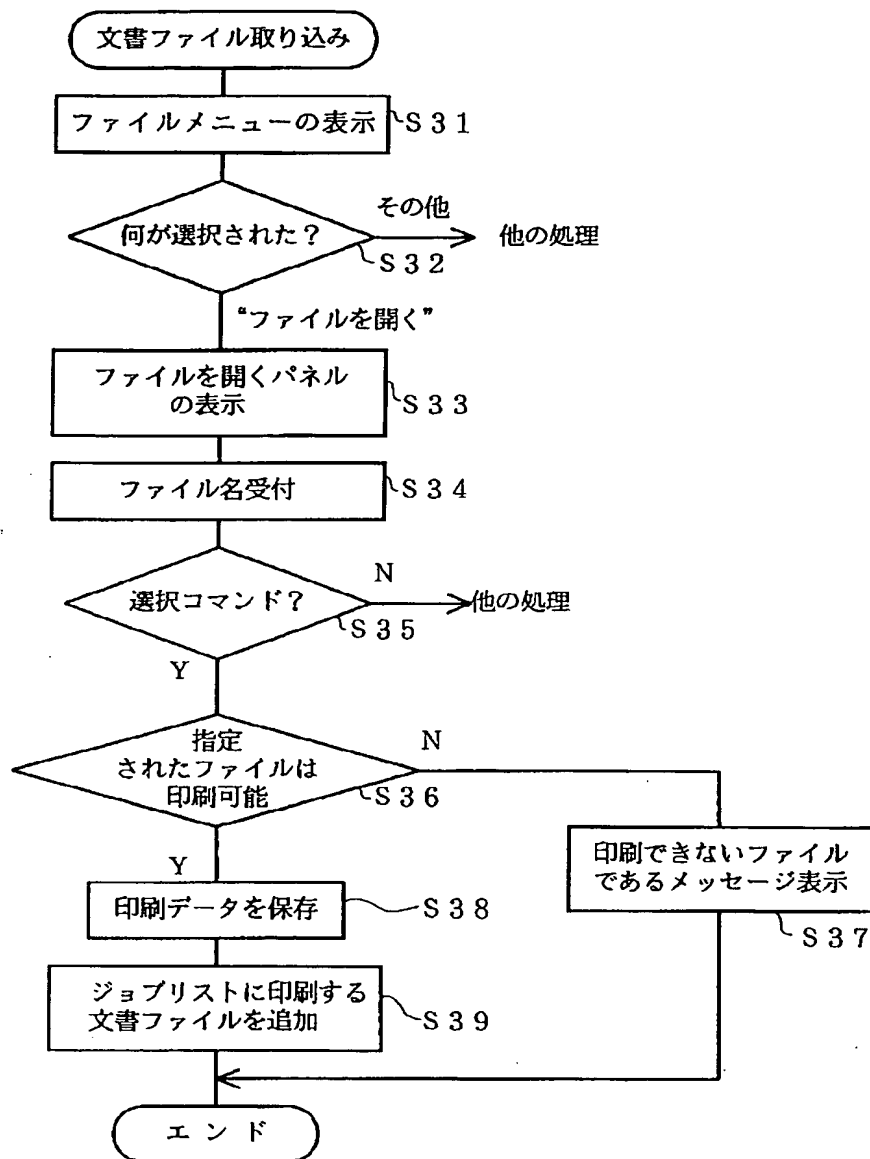 文書ファイル取り込み
ファイルメニューの表示
S31
何が選択された?
その他
他の処理
S32
“ファイルを開く”
ファイルを開くパネル
の表示
S33
ファイル名受付
S34
選択コマンド?
N
他の処理
S35
Y
指定
されたファイルは
印刷可能
N
S36
Y
印刷できないファイル
であるメッセージ表示
S37
印刷データを保存
S38
ジョブリストに印刷する
文書ファイルを追加
S39
エンド